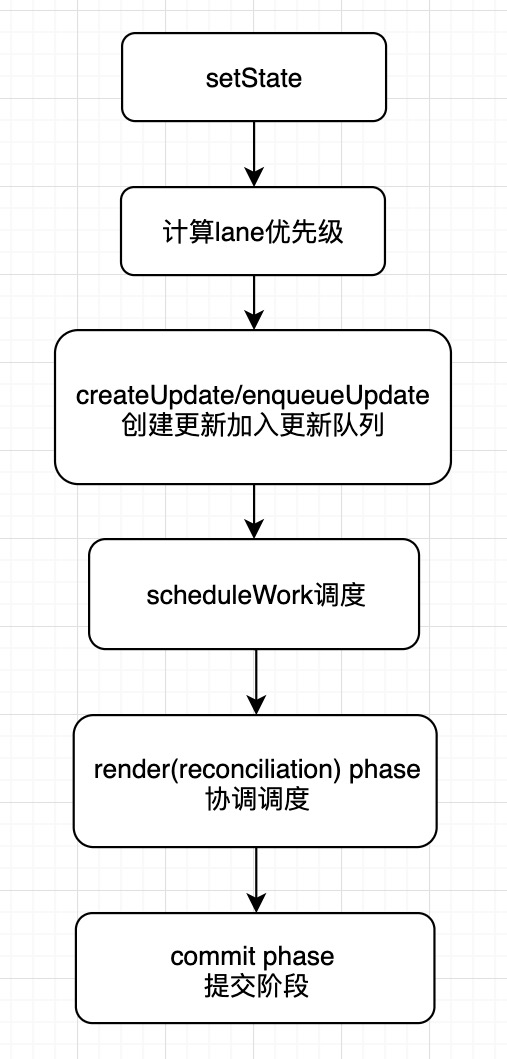 setState
计算lane优先级
createUpdate/enqueueUpdate
创建更新加入更新队列
scheduleWork调度
render(reconciliation) phase
协调调度
commit phase
提交阶段